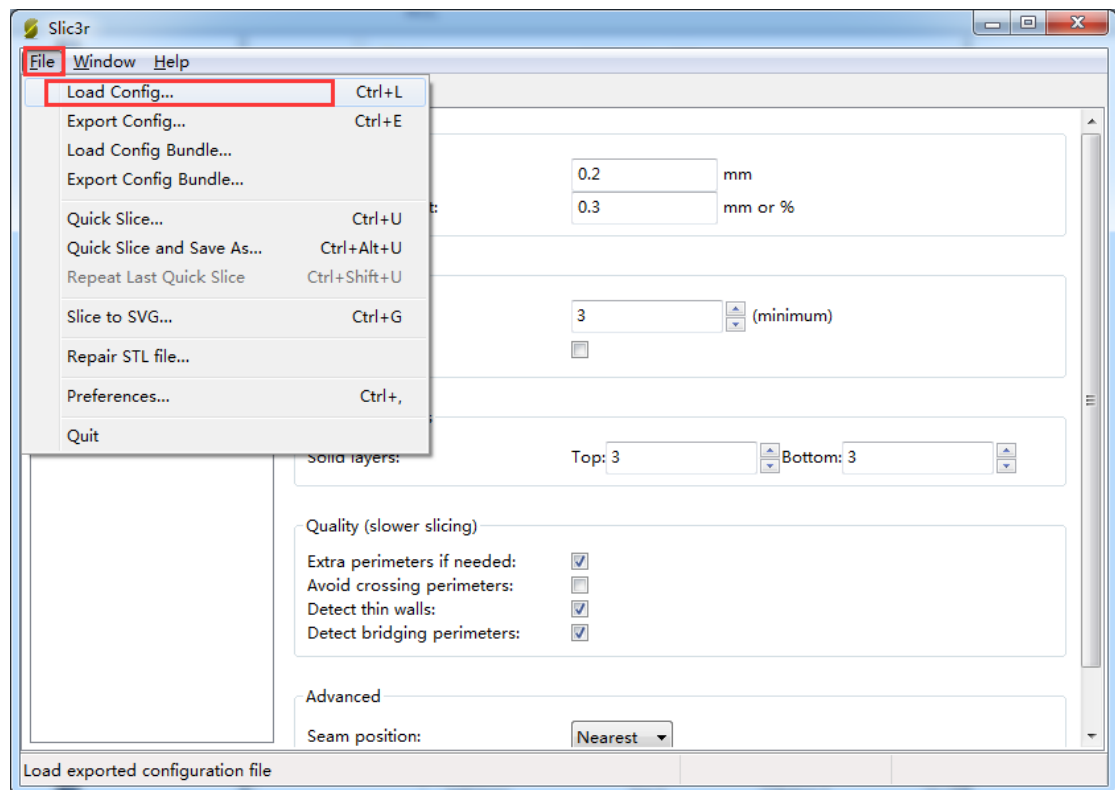 Slic3r
File Window Help
Load Config... Ctrl+L
Export Config... Ctrl+E
Load Config Bundle...
Export Config Bundle...
Quick Slice... Ctrl+U
Quick Slice and Save As... Ctrl+Alt+U
Repeat Last Quick Slice Ctrl+Shift+U
Slice to SVG... Ctrl+G
Repair STL file...
Preferences... Ctrl+,
Quit
0.2 mm
0.3 mm or %
3 (minimum)
Solid layers: Top: 3 Bottom: 3
Quality (slower slicing)
Extra perimeters if needed:
Avoid crossing perimeters:
Detect thin walls:
Detect bridging perimeters:
Advanced
Seam position: Nearest
Load exported configuration file